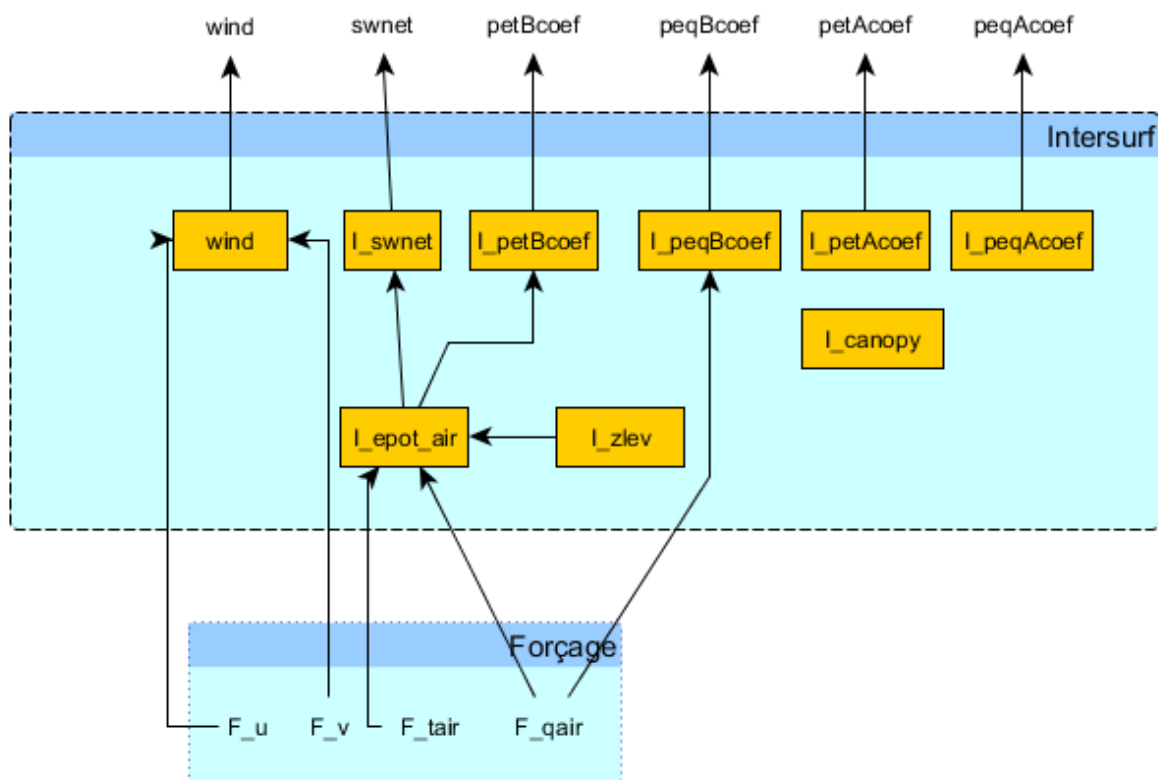 wind swnet petBcoef peqBcoef petAcoef peqAcoef
Intersurf
wind I_swnet I_petBcoef I_peqBcoef I_petAcoef I_peqAcoef
I_canopy
I_epot_air I_zlev
Forçage
F_u F_v F_tair F_qair